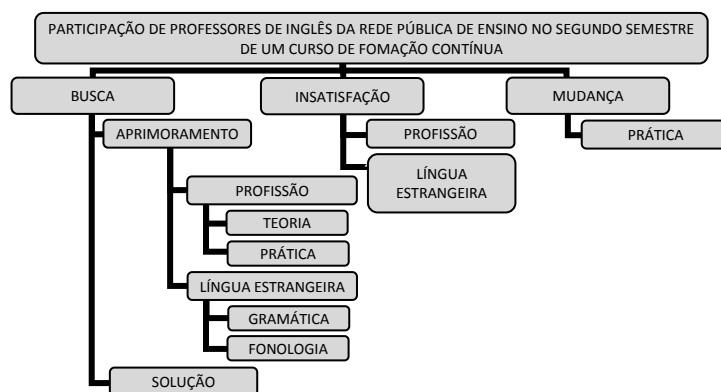 PARTICIPAÇÃO DE PROFESSORES DE INGLÊS DA REDE PÚBLICA DE ENSINO NO SEGUNDO SEMESTRE
DE UM CURSO DE FOMAÇÃO CONTÍNUA
BUSCA
INSATISFAÇÃO
MUDANÇA
APRIMORAMENTO
PROFISSÃO
PRÁTICA
LÍNGUA
ESTRANGEIRA
PROFISSÃO
TEORIA
PRÁTICA
LÍNGUA ESTRANGEIRA
GRAMÁTICA
FONOLOGIA
SOLUÇÃO